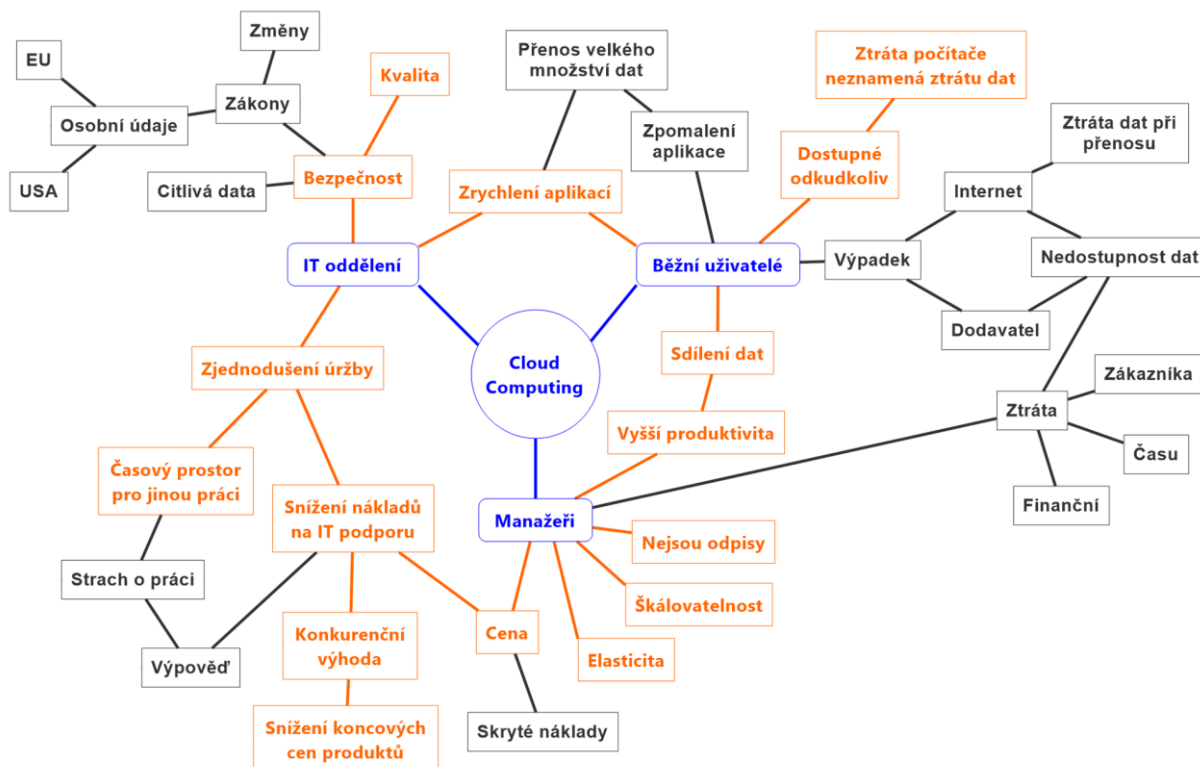 Změny
EU
Přenos velkého
množství dat
Ztráta počítače
neznamená ztrátu dat
Kvalita
Zákony
Osobní údaje
Zpomalení
aplikace
Ztráta dat při
přenosu
Dostupné
odkudkoliv
Bezpečnost
Citlivá data
USA
Zrychlení aplikací
Internet
IT oddělení
Běžní uživatelé
Výpadek
Nedostupnost dat
Dodavatel
Sdílení dat
Cloud
Computing
Zjednodušení úržby
Zákazníka
Ztráta
Vyšší produktivita
Času
Časový prostor
pro jinou práci
Finanční
Snížení nákladů
na IT podporu
Manažeři
Nejsou odpisy
Strach o práci
Škálovatelnost
Cena
Konkurenční
výhoda
Elasticita
Výpověď
Skryté náklady
Snížení koncových
cen produktů